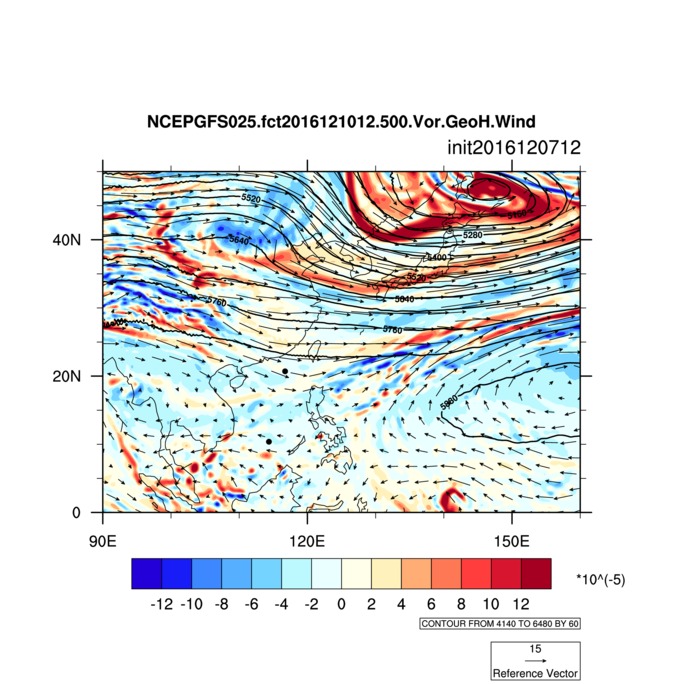 NCEPGFS025.fct2016121012.500.Vor.GeoH.Wind
init2016120712
5520
5160
40N
5640
5280
5400
5520
5760
5640
5760
20N
5880
0
90E 120E 150E
*10^(-5)
-12 -10 -8 -6 -4 -2 0 2 4 6 8 10 12
CONTOUR FROM 4140 TO 6480 BY 60
15
Reference Vector